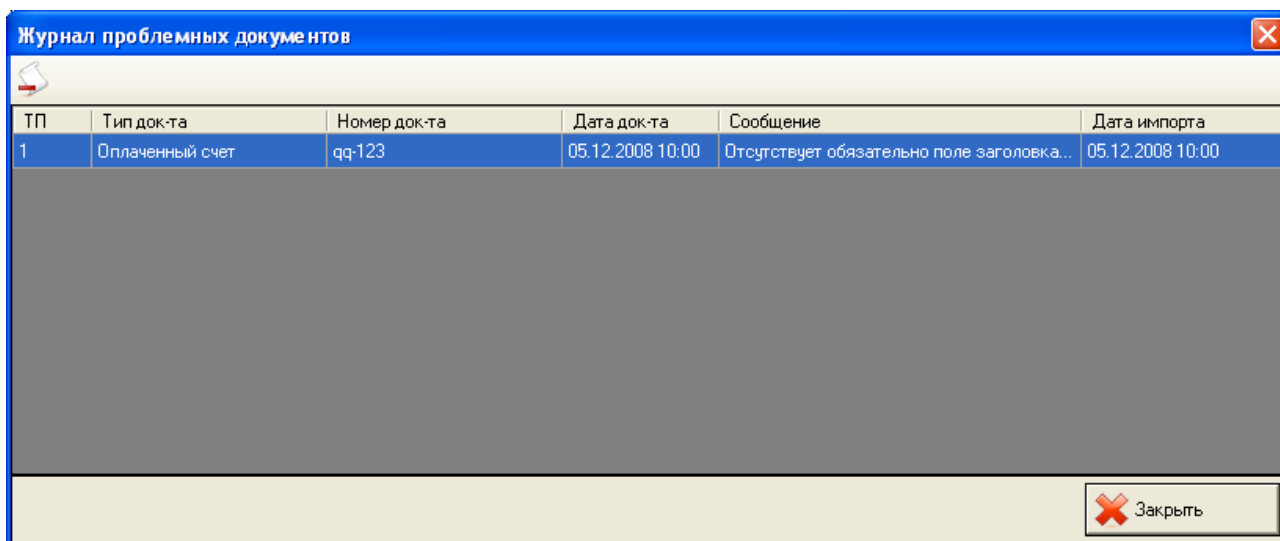 Журнал проблемных документов
ТП Тип док-та Номер док-та Дата док-та Сообщение Дата импорта
1 Оплаченный счет qq-123 05.12.2008 10:00 Отсутствует обязательно поле заголовка... 05.12.2008 10:00
Закрыть